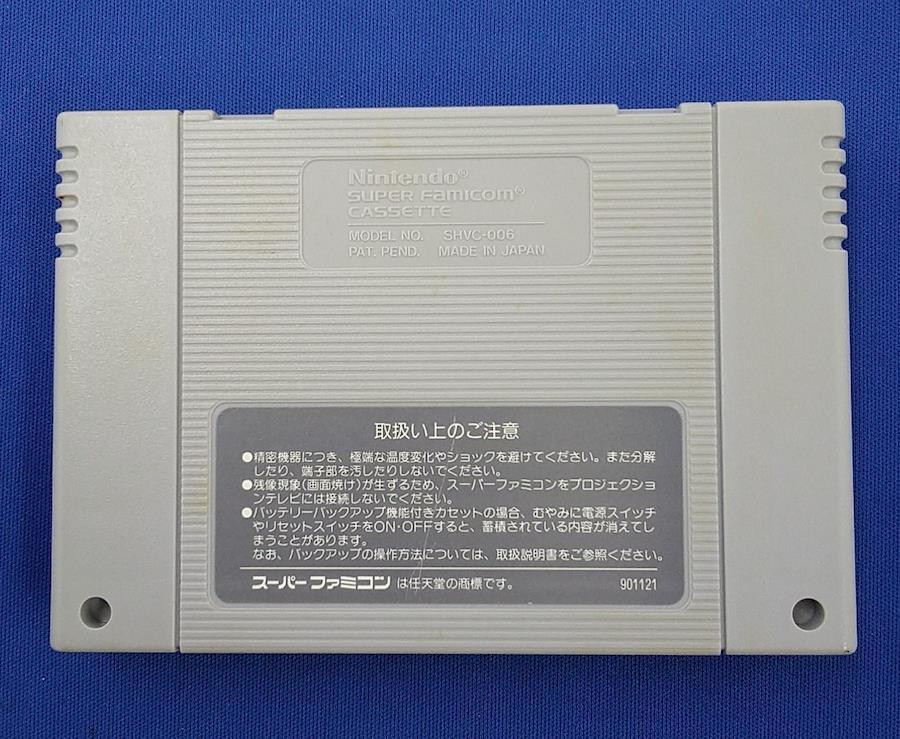 Nintendo®
SUPER FAMICOM®
CASSETTE
MODEL NO. SHVC-006
PAT. PEND. MADE IN JAPAN
取扱い上のご注意
●精密機器につき、極端な温度変化やショックを避けてください。また分解
したり、端子部を汚したりしないでください。
●残像現象(画面焼け)が生ずるため、スーパーファミコンをプロジェクショ
ンテレビには接続しないでください。
●バッテリーバックアップ機能付きカセットの場合、むやみに電源スイッチ
やリセットスイッチをON·OFFすると、蓄積されている内容が消えてし
まうことがあります。
なお、バックアップの操作方法については、取扱説明書をご参照ください。
スーパーファミコン は任天堂の商標です。 901121